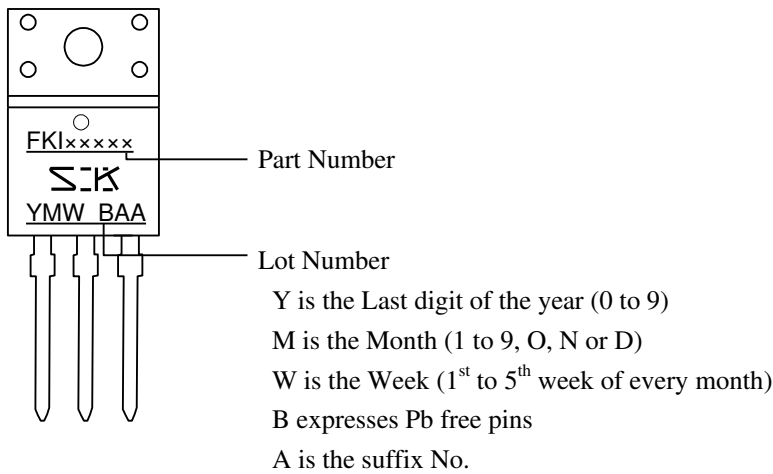 FKI×××××
Part Number
SK
YMW BAA
Lot Number
Y is the Last digit of the year (0 to 9)
M is the Month (1 to 9, O, N or D)
W is the Week (1st to 5th week of every month)
B expresses Pb free pins
A is the suffix No.